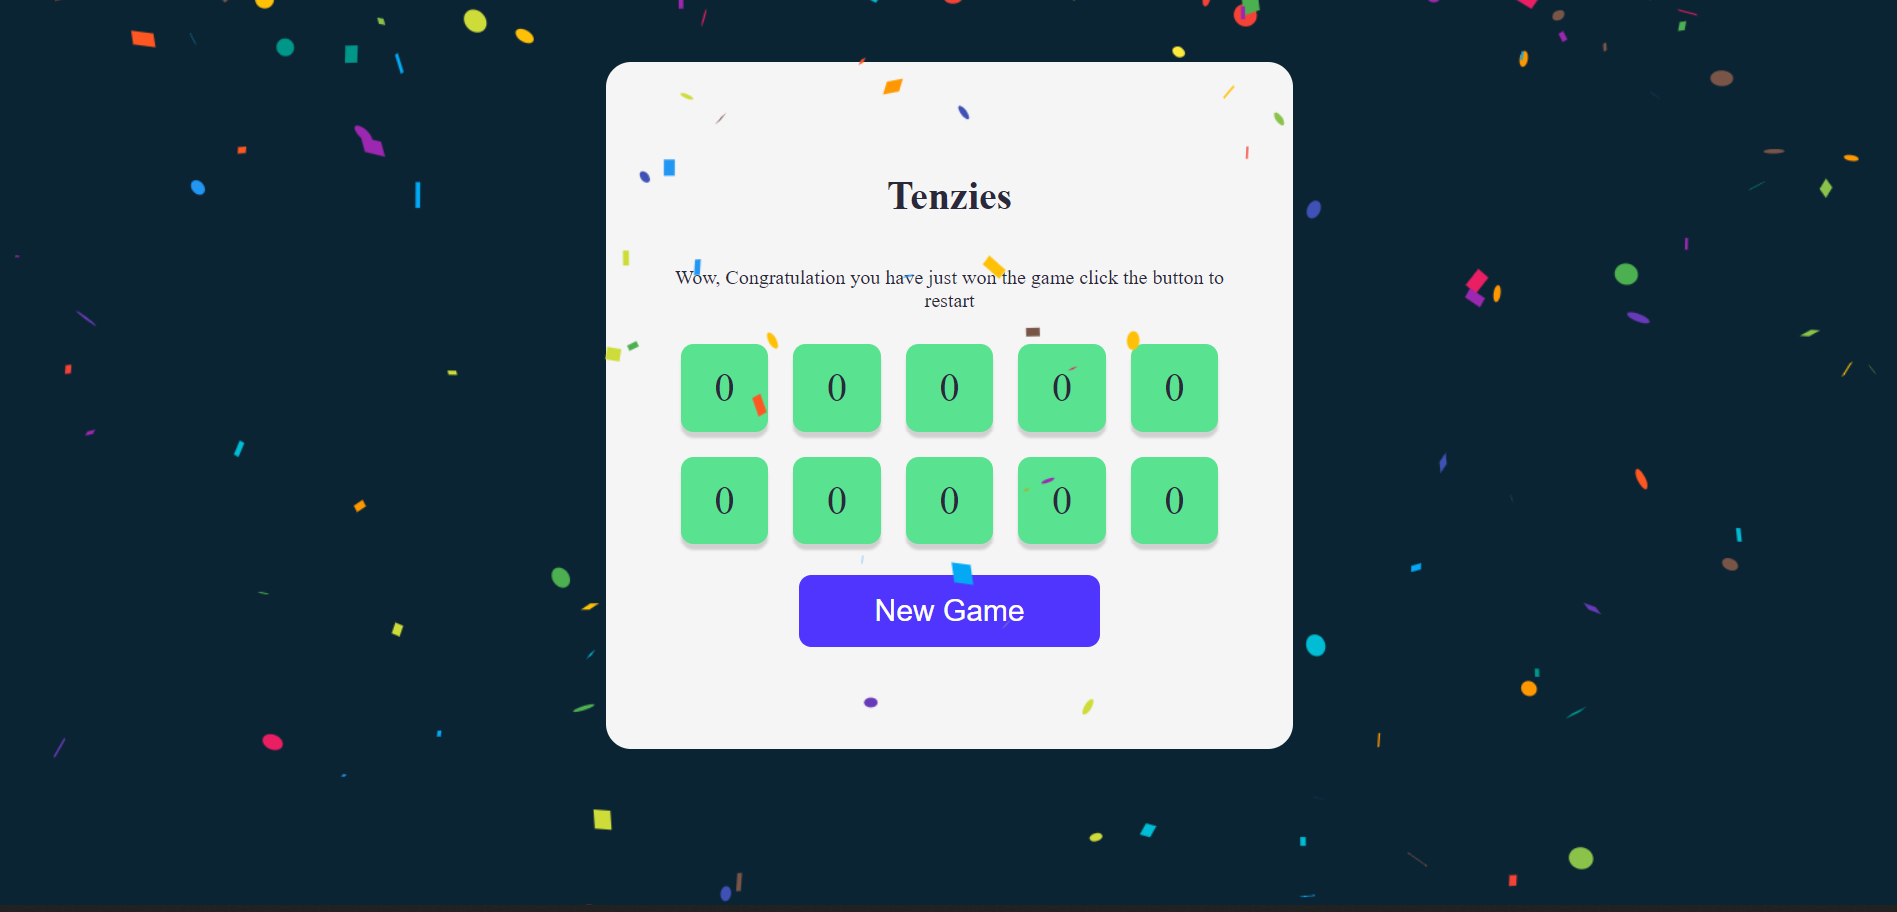 Tenzies
Wow, Congratulation you have just won the game click the button to
restart
0 0 0 0 0
0 0 0 0 0
New Game